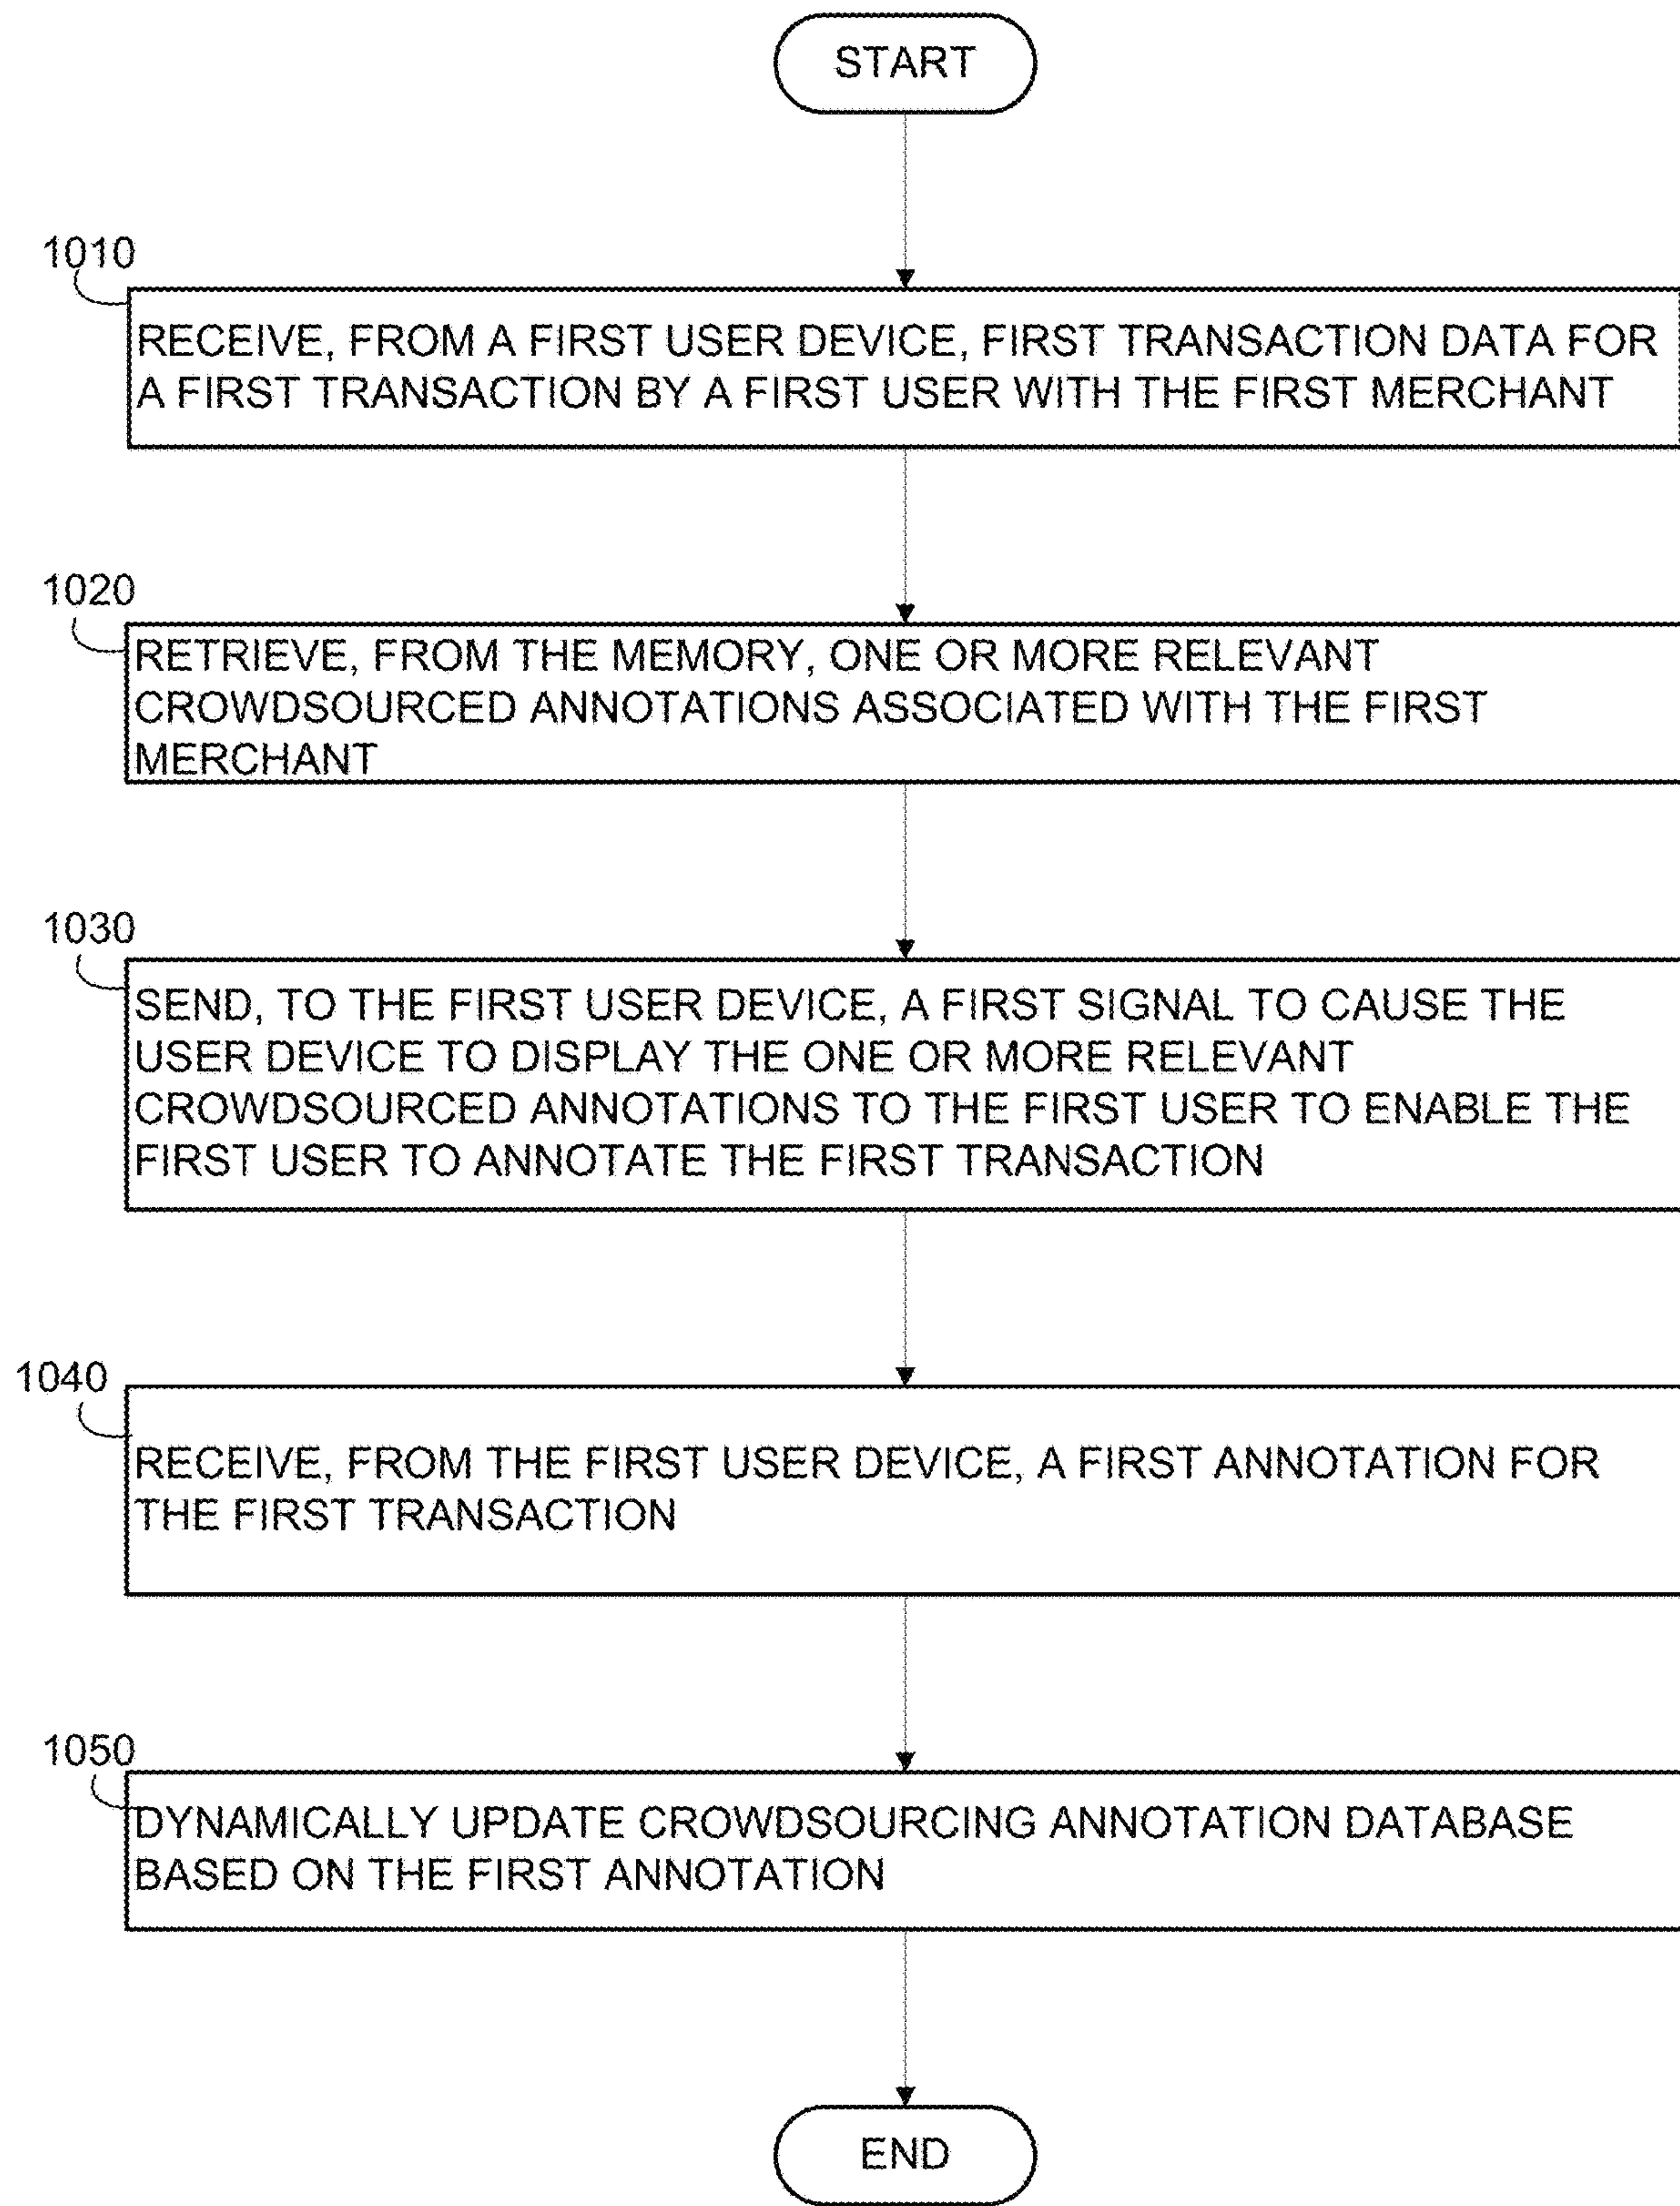 START
1010
RECEIVE, FROM A FIRST USER DEVICE, FIRST TRANSACTION DATA FOR
A FIRST TRANSACTION BY A FIRST USER WITH THE FIRST MERCHANT
1020
RETRIEVE, FROM THE MEMORY, ONE OR MORE RELEVANT
CROWDSOURCED ANNOTATIONS ASSOCIATED WITH THE FIRST
MERCHANT
1030
SEND, TO THE FIRST USER DEVICE, A FIRST SIGNAL TO CAUSE THE
USER DEVICE TO DISPLAY THE ONE OR MORE RELEVANT
CROWDSOURCED ANNOTATIONS TO THE FIRST USER TO ENABLE THE
FIRST USER TO ANNOTATE THE FIRST TRANSACTION
1040
RECEIVE, FROM THE FIRST USER DEVICE, A FIRST ANNOTATION FOR
THE FIRST TRANSACTION
1050
DYNAMICALLY UPDATE CROWDSOURCING ANNOTATION DATABASE
BASED ON THE FIRST ANNOTATION
END